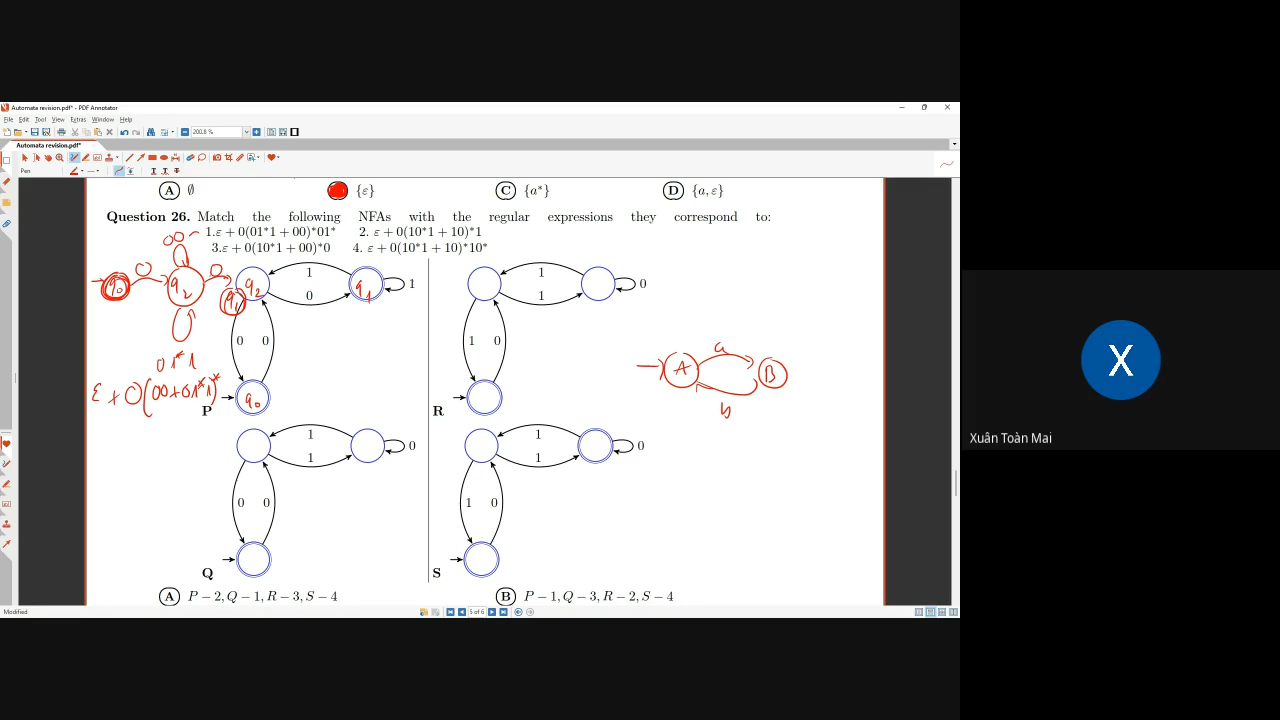 Automata revision.pdf* - PDF Annotator
File Edit Tool View Extras Window Help
200.8 %
Automata revision.pdf*
Pen
A ∅ {ε} C {a*} D {a, ε}
Question 26. Match the following NFAs with the regular expressions they correspond to:
1.ε + 0(01*1 + 00)*01* 2. ε + 0(10*1 + 10)*1
3.ε + 0(10*1 + 00)*0 4. ε + 0(10*1 + 10)*10*
00
q0 0 q2 0 q1
01*1
ε + 0(00+01*1)*
q2 1 0 q1 1
0 0
q0
P
1 1 0
1 0
R
A a B
b
1 1 0
0 0
Q
1 1 0
1 0
S
A P − 2, Q − 1, R − 3, S − 4 B P − 1, Q − 3, R − 2, S − 4
Modified
5 of 6
X
Xuân Toàn Mai